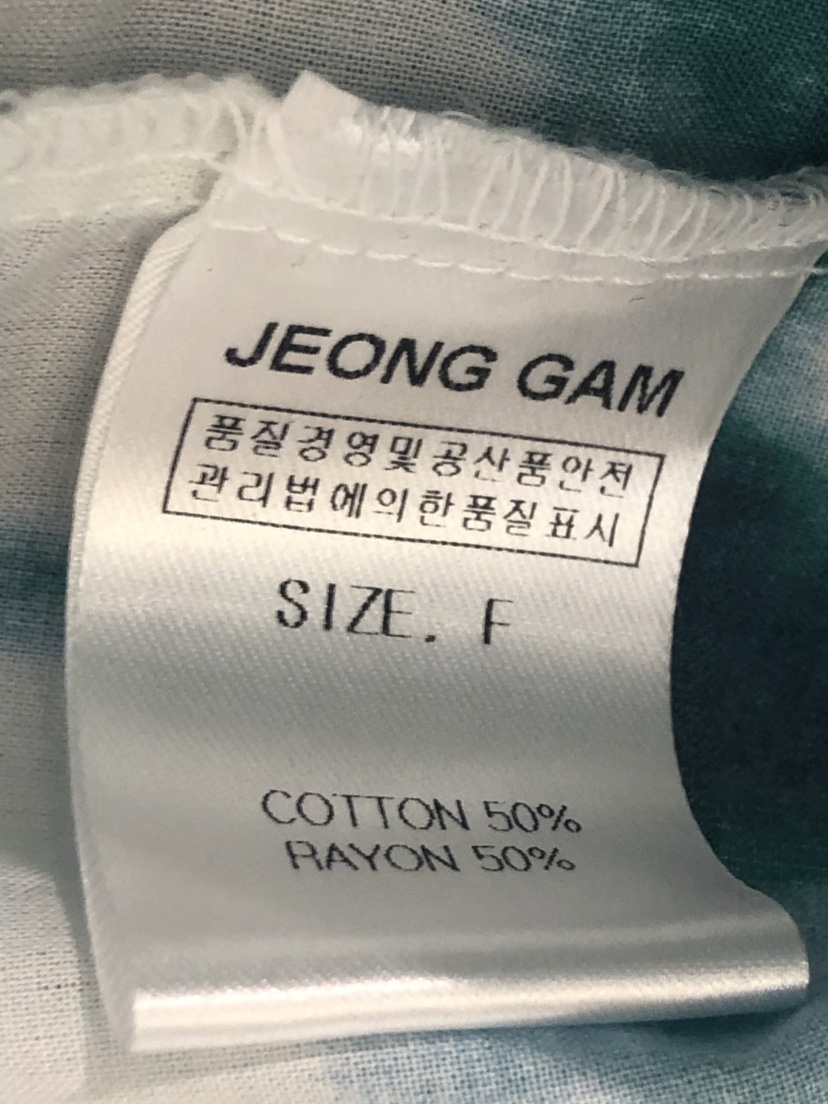 JEONG GAM
품질경영및공산품안전
관리법에의한품질표시
SIZE. F
COTTON 50%
RAYON 50%